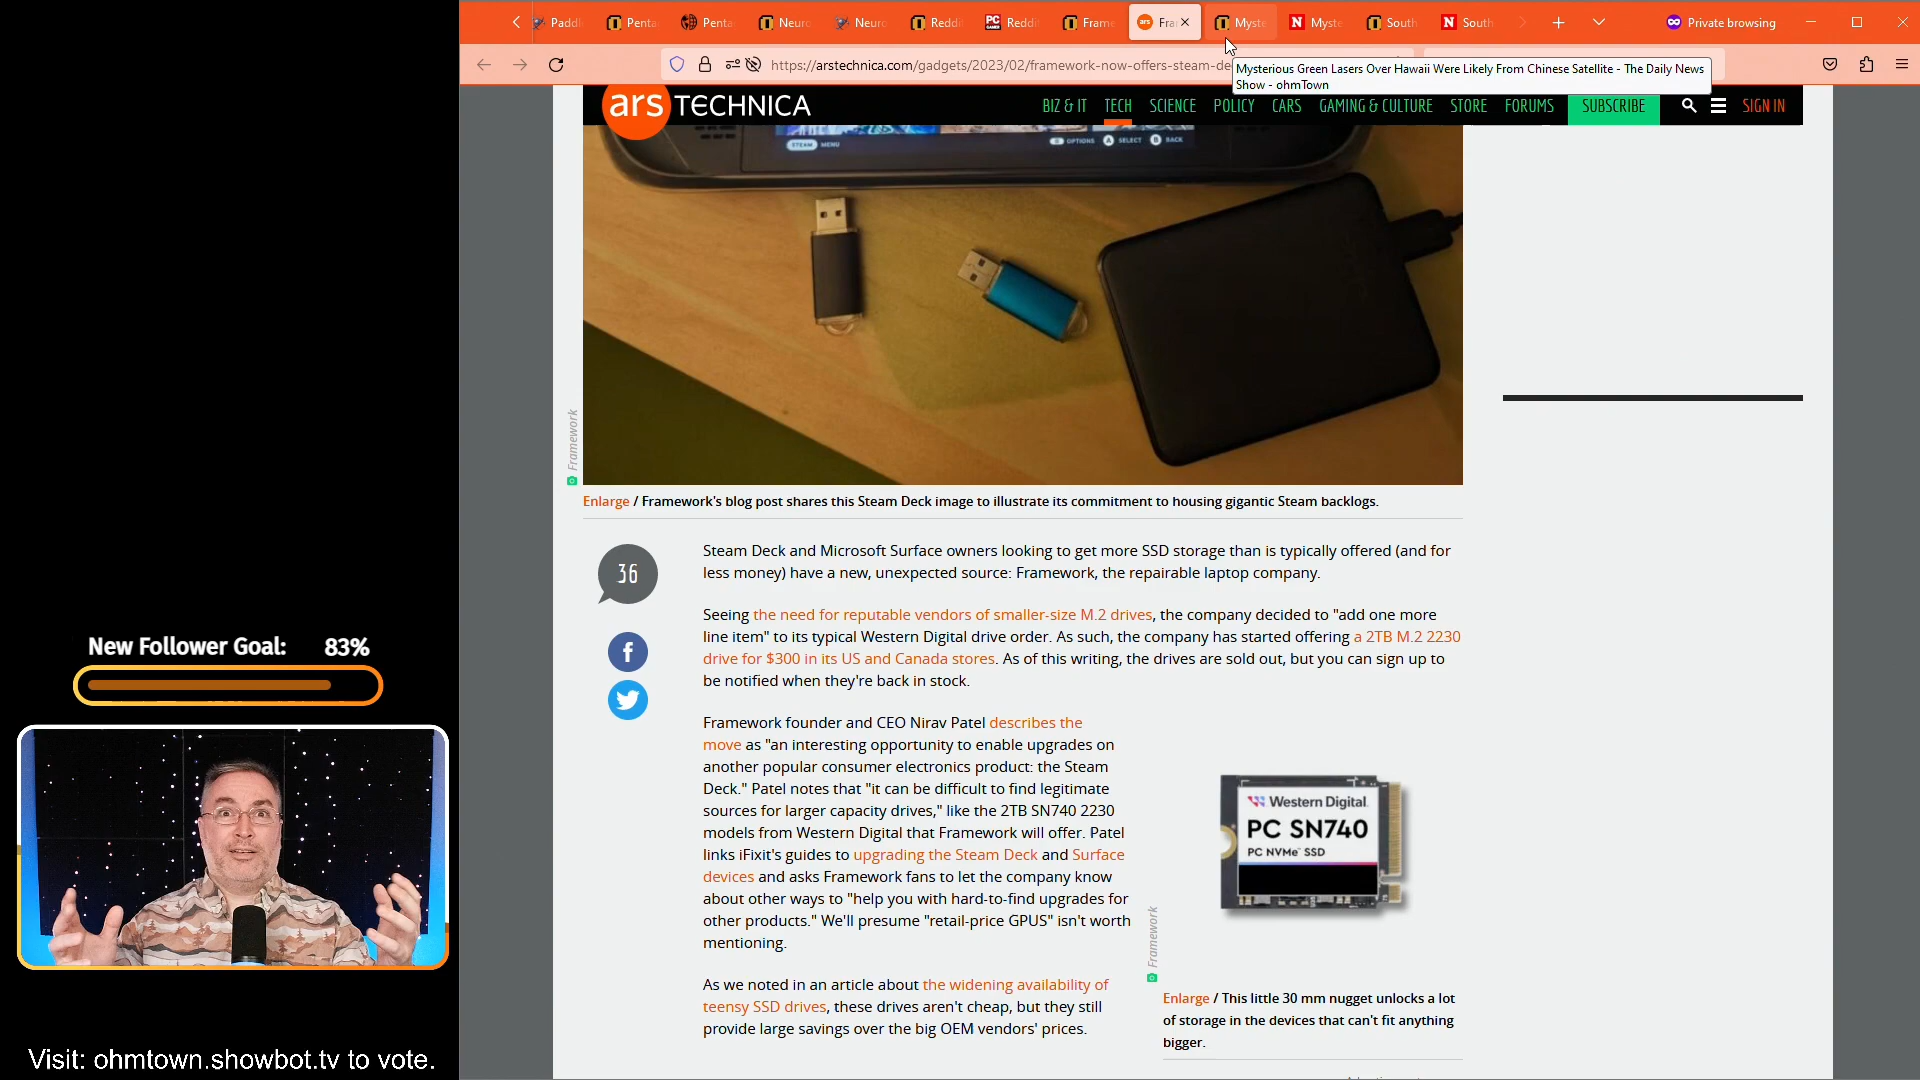 Paddl
Penta
Penta
Neuro
Neuro
Reddi
PC GAMER
Reddi
Frame
ars
Fra
Myste
N
Myste
South
N
South
Private browsing
https://arstechnica.com/gadgets/2023/02/framework-now-offers-steam-de
Mysterious Green Lasers Over Hawaii Were Likely From Chinese Satellite - The Daily News
Show - ohmTown
ars TECHNICA
BIZ & IT
TECH
SCIENCE
POLICY
CARS
GAMING & CULTURE
STORE
FORUMS
SUBSCRIBE
SIGN IN
STEAM MENU
OPTIONS
A SELECT
B BACK
Framework
Enlarge / Framework's blog post shares this Steam Deck image to illustrate its commitment to housing gigantic Steam backlogs.
36
Steam Deck and Microsoft Surface owners looking to get more SSD storage than is typically offered (and for
less money) have a new, unexpected source: Framework, the repairable laptop company.
Seeing the need for reputable vendors of smaller-size M.2 drives, the company decided to "add one more
line item" to its typical Western Digital drive order. As such, the company has started offering a 2TB M.2 2230
drive for $300 in its US and Canada stores. As of this writing, the drives are sold out, but you can sign up to
be notified when they're back in stock.
Framework founder and CEO Nirav Patel describes the
move as "an interesting opportunity to enable upgrades on
another popular consumer electronics product: the Steam
Deck." Patel notes that "it can be difficult to find legitimate
sources for larger capacity drives," like the 2TB SN740 2230
models from Western Digital that Framework will offer. Patel
links iFixit's guides to upgrading the Steam Deck and Surface
devices and asks Framework fans to let the company know
about other ways to "help you with hard-to-find upgrades for
other products." We'll presume "retail-price GPUS" isn't worth
mentioning.
As we noted in an article about the widening availability of
teensy SSD drives, these drives aren't cheap, but they still
provide large savings over the big OEM vendors' prices.
Western Digital
PC SN740
PC NVMe™ SSD
Framework
Enlarge / This little 30 mm nugget unlocks a lot
of storage in the devices that can't fit anything
bigger.
New Follower Goal: 83%
Visit: ohmtown.showbot.tv to vote.